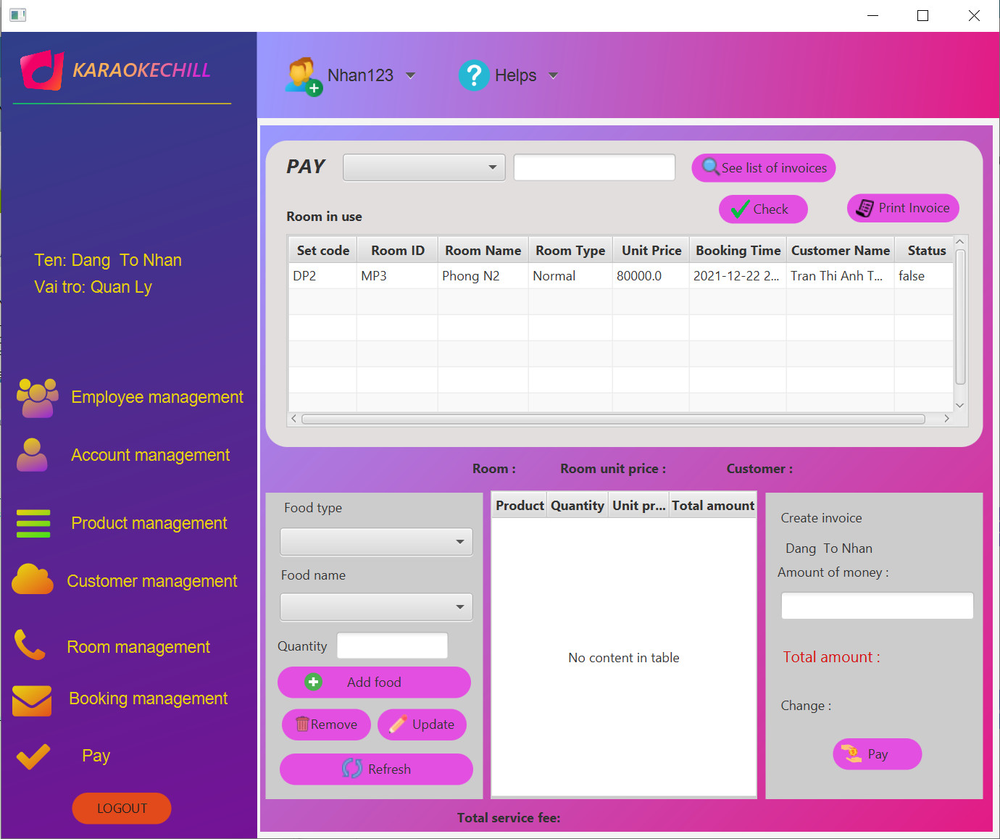 KARAOKECHILL
Nhan123
Helps
Ten: Dang  To Nhan
Vai tro: Quan Ly
Employee management
Account management
Product management
Customer management
Room management
Booking management
Pay
LOGOUT
PAY
See list of invoices
Room in use
Check
Print Invoice
Set code Room ID Room Name Room Type Unit Price Booking Time Customer Name Status
DP2 MP3 Phong N2 Normal 80000.0 2021-12-22 2... Tran Thi Anh T... false
Room : Room unit price : Customer :
Food type
Food name
Quantity
Add food
Remove Update
Refresh
Product Quantity Unit pr... Total amount
No content in table
Create invoice
Dang  To Nhan
Amount of money :
Total amount :
Change :
Pay
Total service fee: